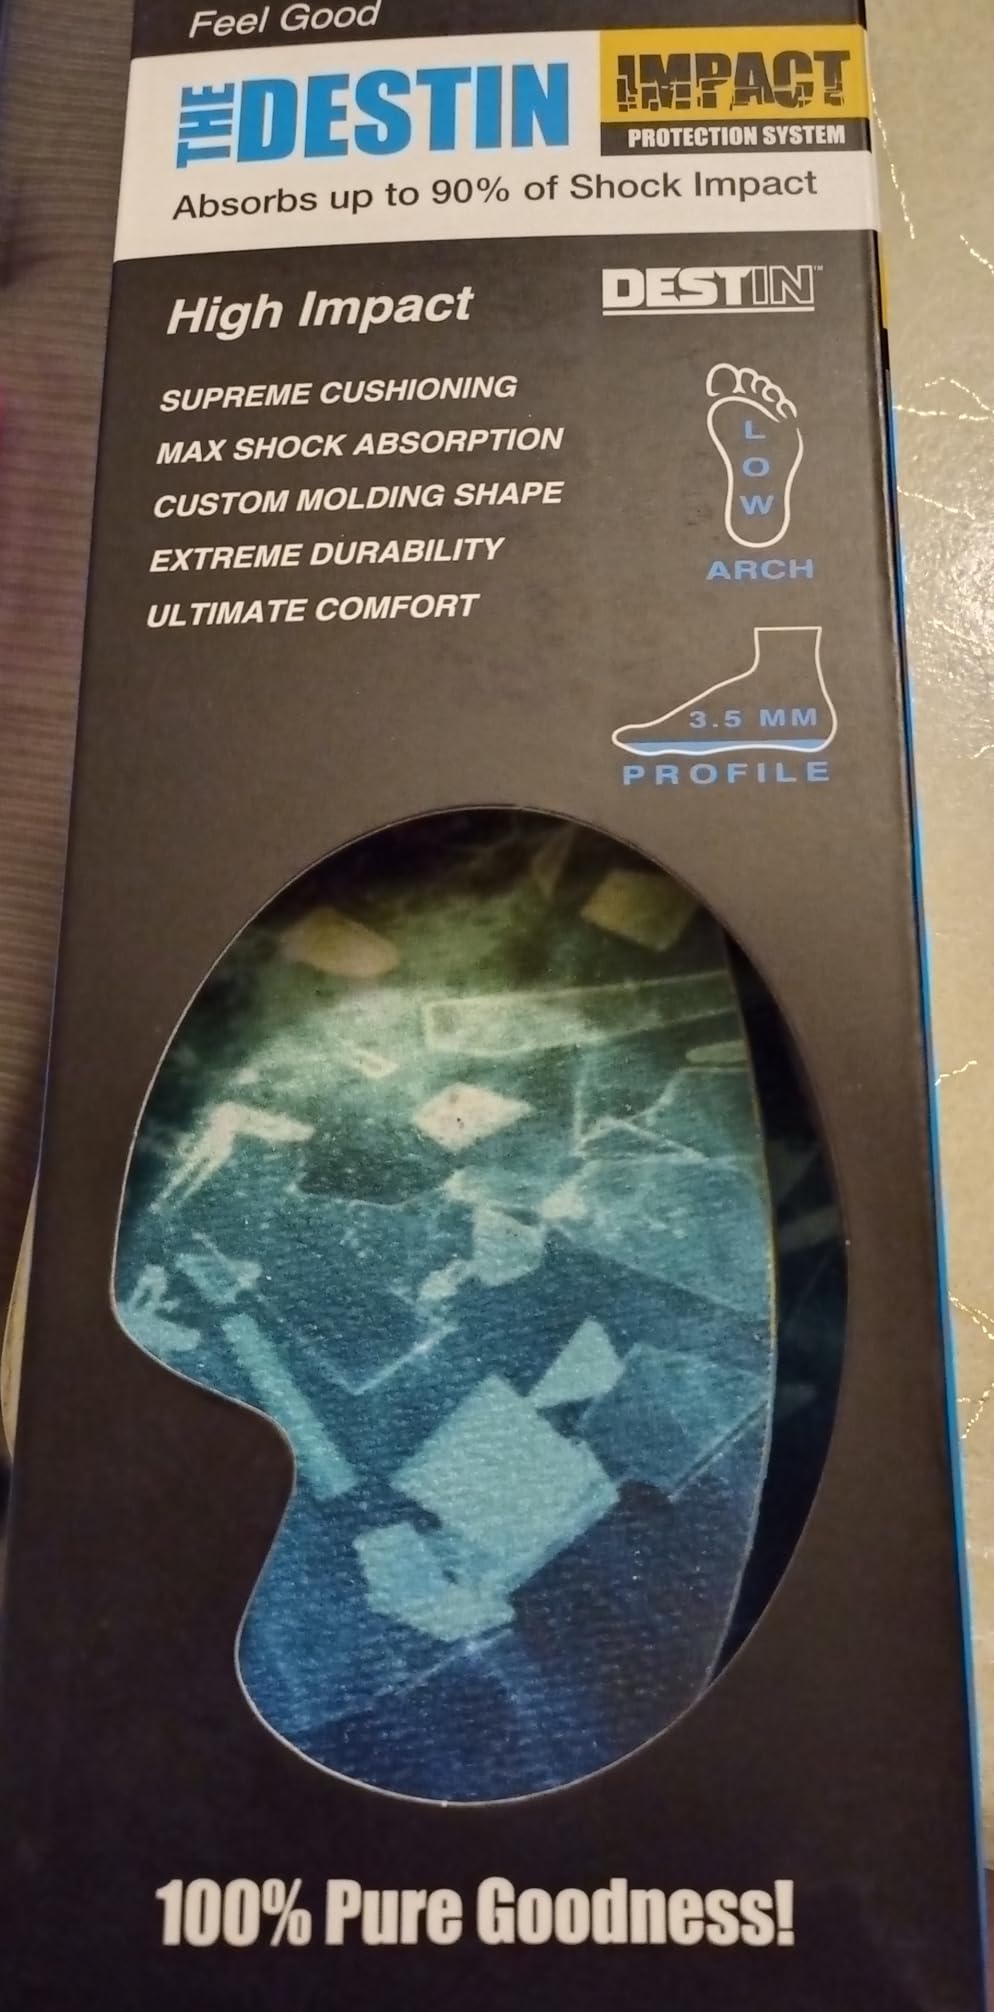 Feel Good
THE DESTIN
IMPACT
PROTECTION SYSTEM
Absorbs up to 90% of Shock Impact
High Impact
DESTIN™
SUPREME CUSHIONING
MAX SHOCK ABSORPTION
CUSTOM MOLDING SHAPE
EXTREME DURABILITY
ULTIMATE COMFORT
LOW
ARCH
3.5 MM
PROFILE
100% Pure Goodness!